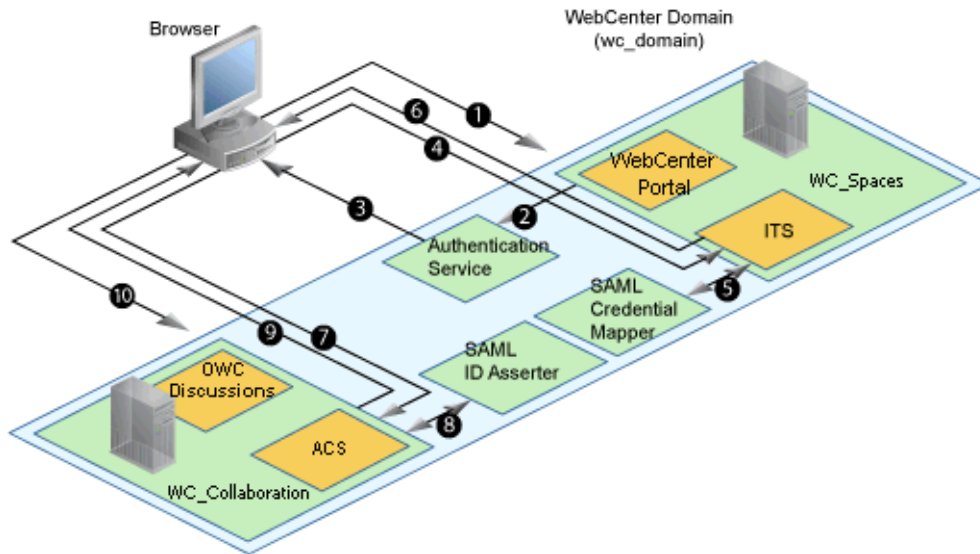 WebCenter Domain
(wc_domain)
Browser
1
6
4
WebCenter
Portal
WC_Spaces
3
2
ITS
Authentication
Service
5
SAML
Credential
Mapper
10
9
7
SAML
ID Asserter
OWC
Discussions
8
ACS
WC_Collaboration